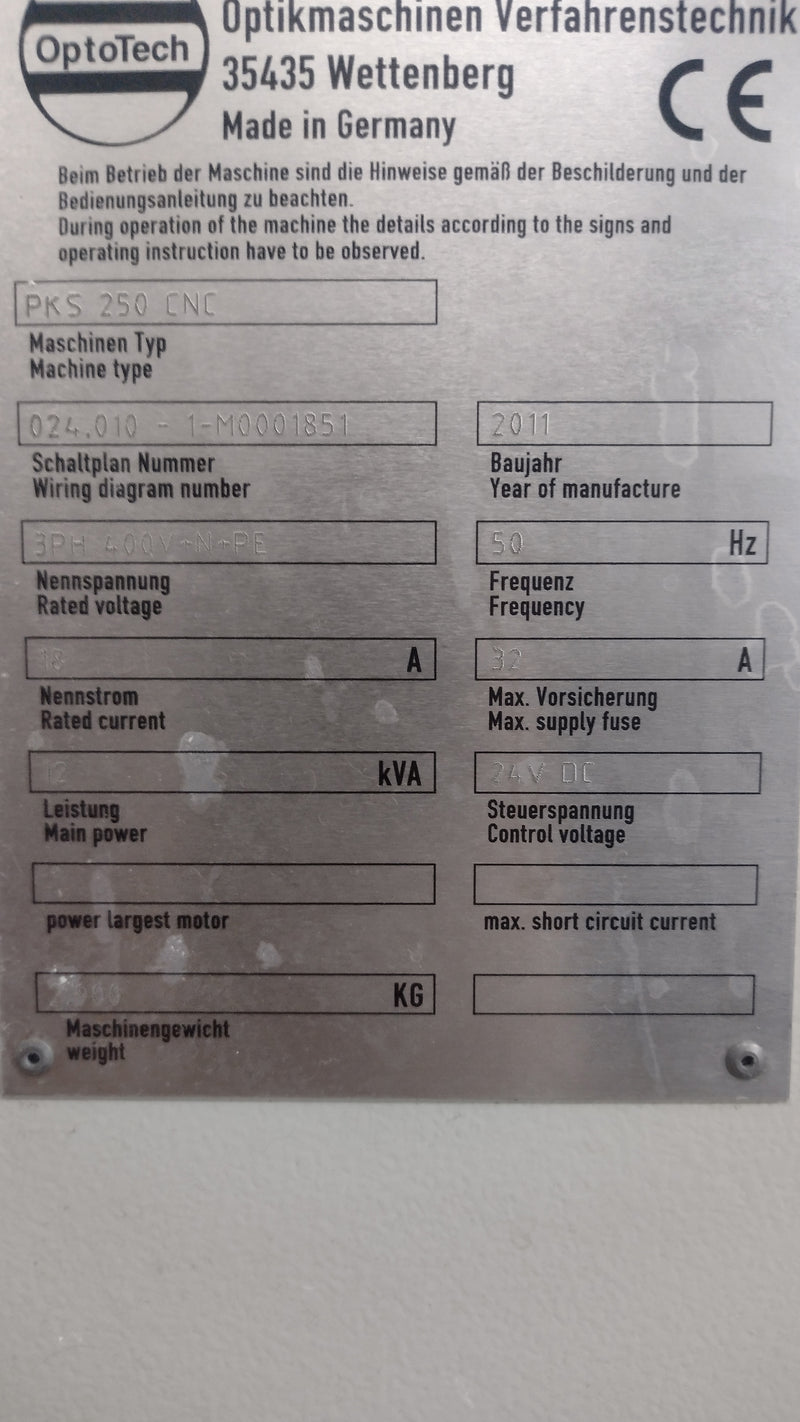 OptoTech
Optikmaschinen Verfahrenstechnik
35435 Wettenberg
Made in Germany
CE
Beim Betrieb der Maschine sind die Hinweise gemäß der Beschilderung und der
Bedienungsanleitung zu beachten.
During operation of the machine the details according to the signs and
operating instruction have to be observed.
PKS 250 CNC
Maschinen Typ
Machine type
024.010 - 1-M0001851
Schaltplan Nummer
Wiring diagram number
2011
Baujahr
Year of manufacture
3PH 400V+N+PE
Nennspannung
Rated voltage
50 Hz
Frequenz
Frequency
18 A
Nennstrom
Rated current
32 A
Max. Vorsicherung
Max. supply fuse
12 kVA
Leistung
Main power
24V DC
Steuerspannung
Control voltage
power largest motor
max. short circuit current
KG
Maschinengewicht
weight